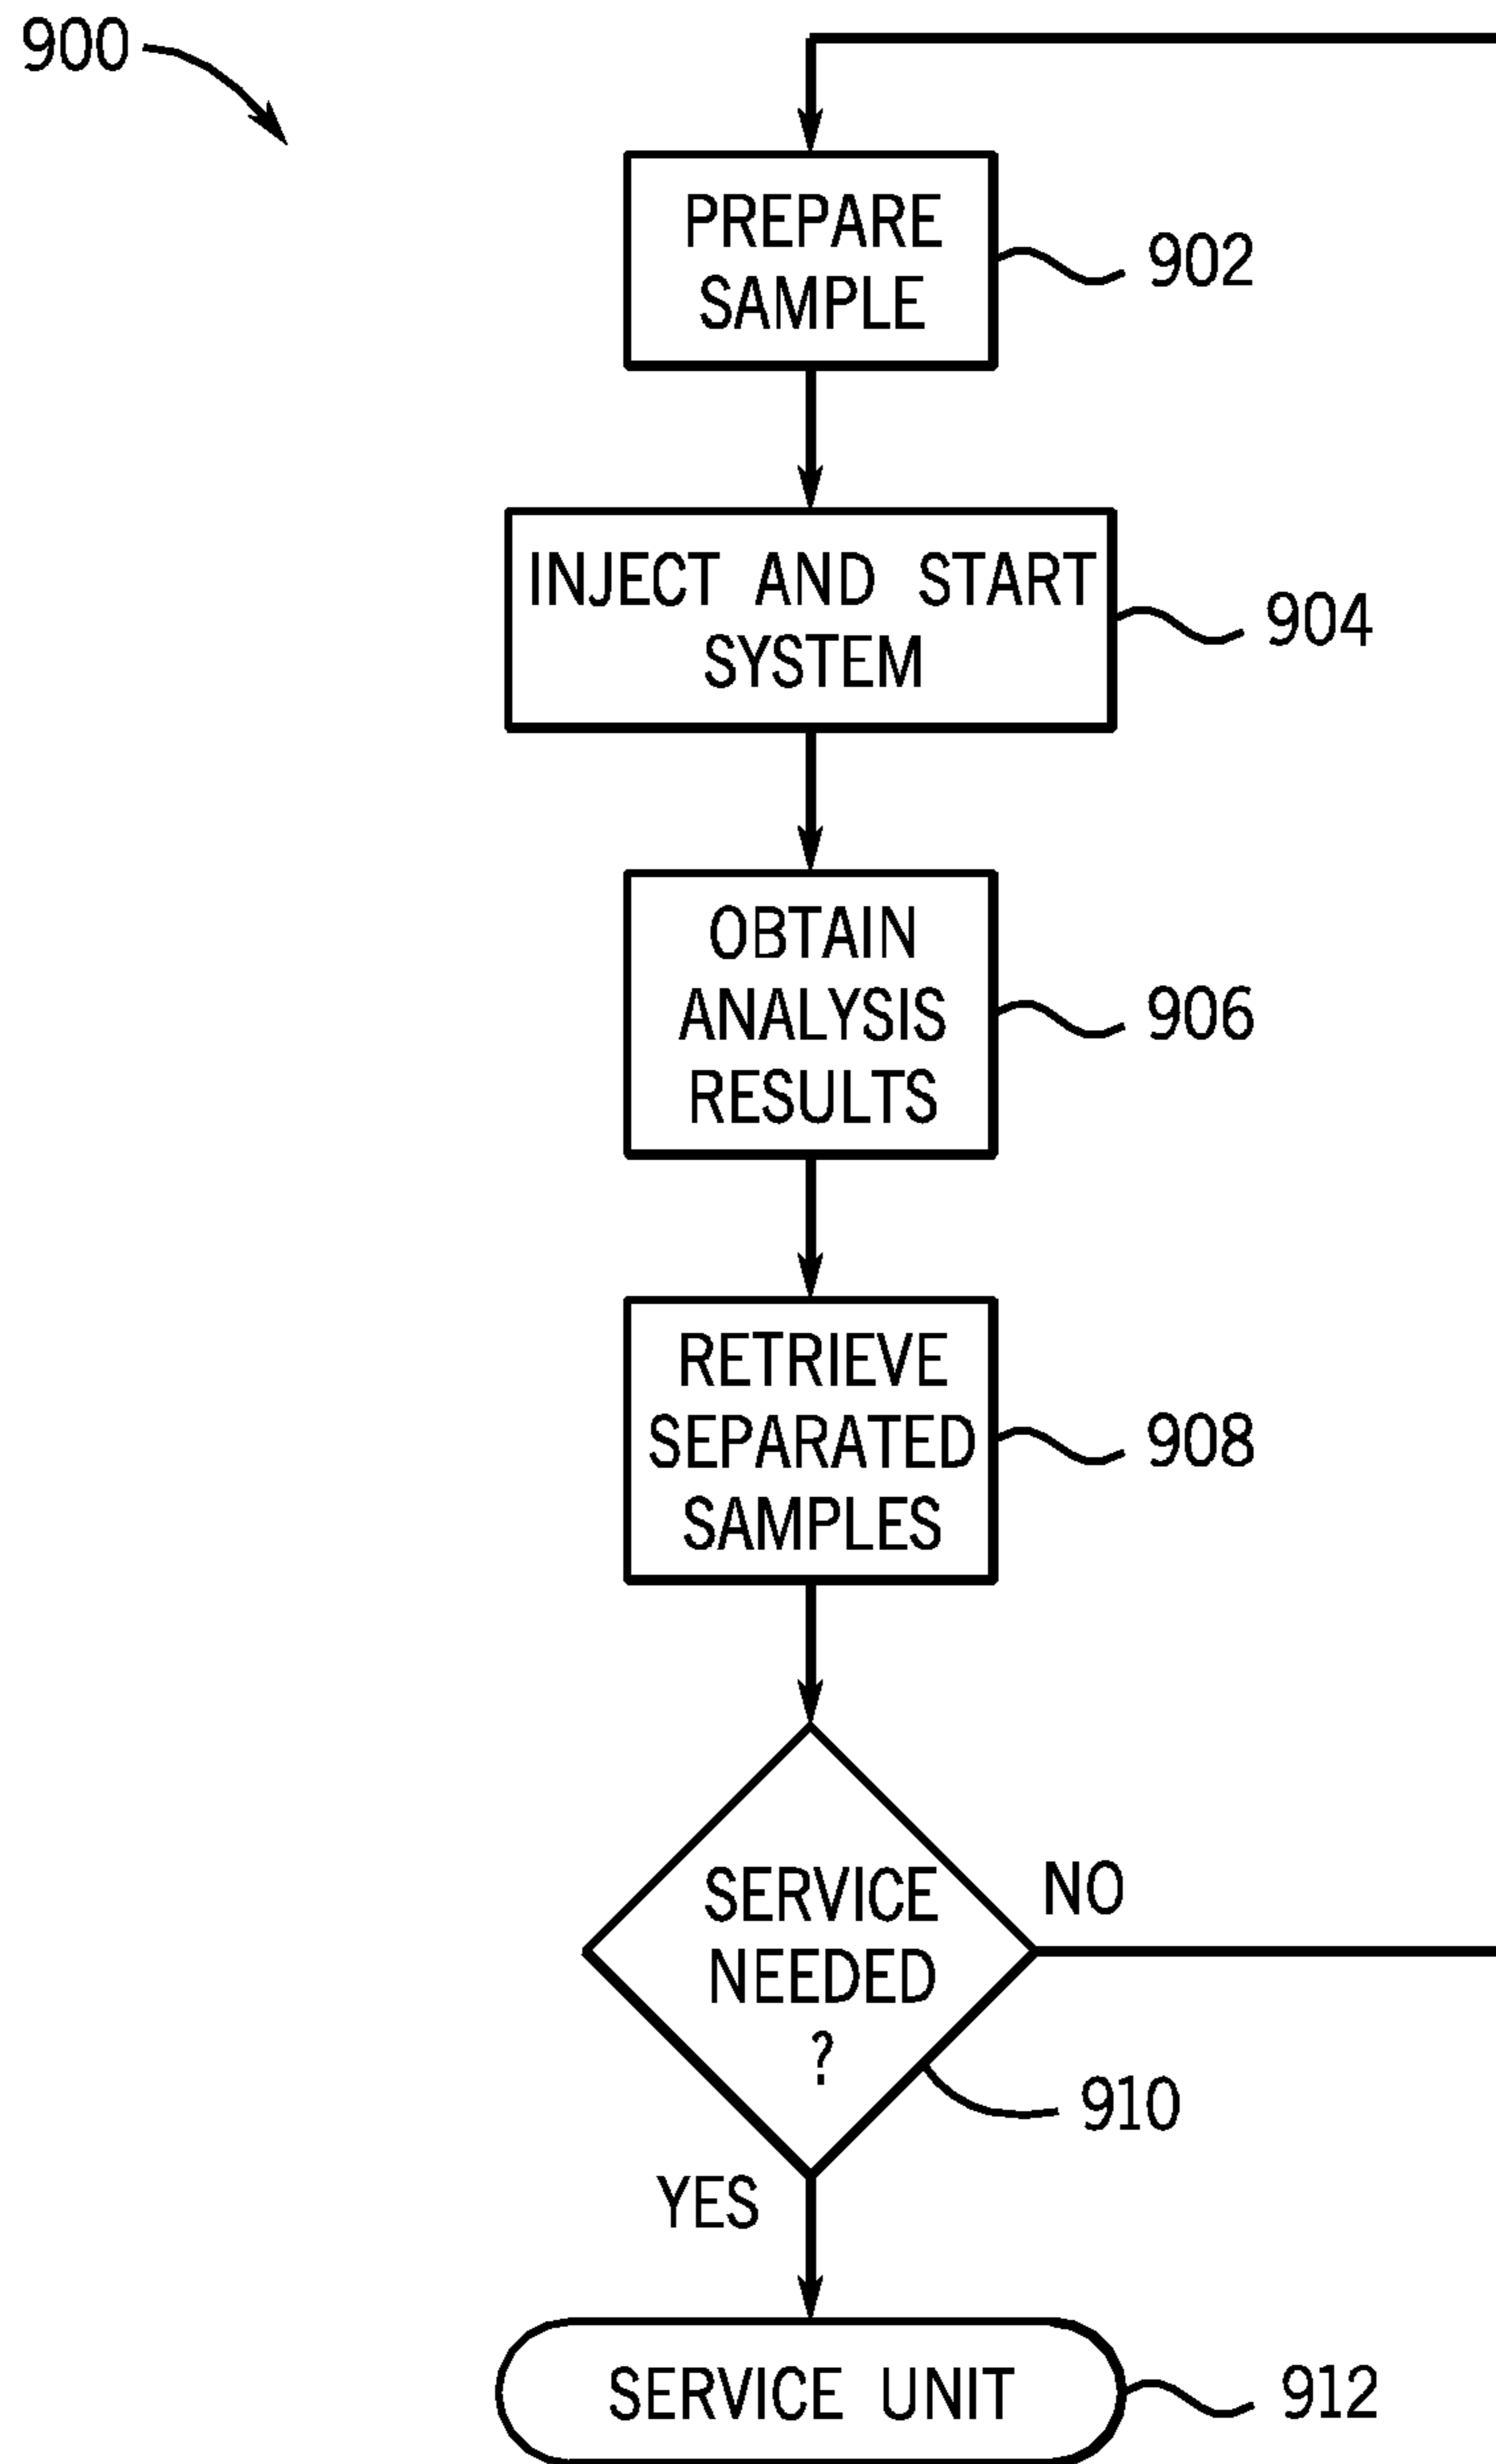 900
PREPARE
SAMPLE
902
INJECT AND START
SYSTEM
904
OBTAIN
ANALYSIS
RESULTS
906
RETRIEVE
SEPARATED
SAMPLES
908
SERVICE
NEEDED
?
NO
910
YES
SERVICE UNIT
912